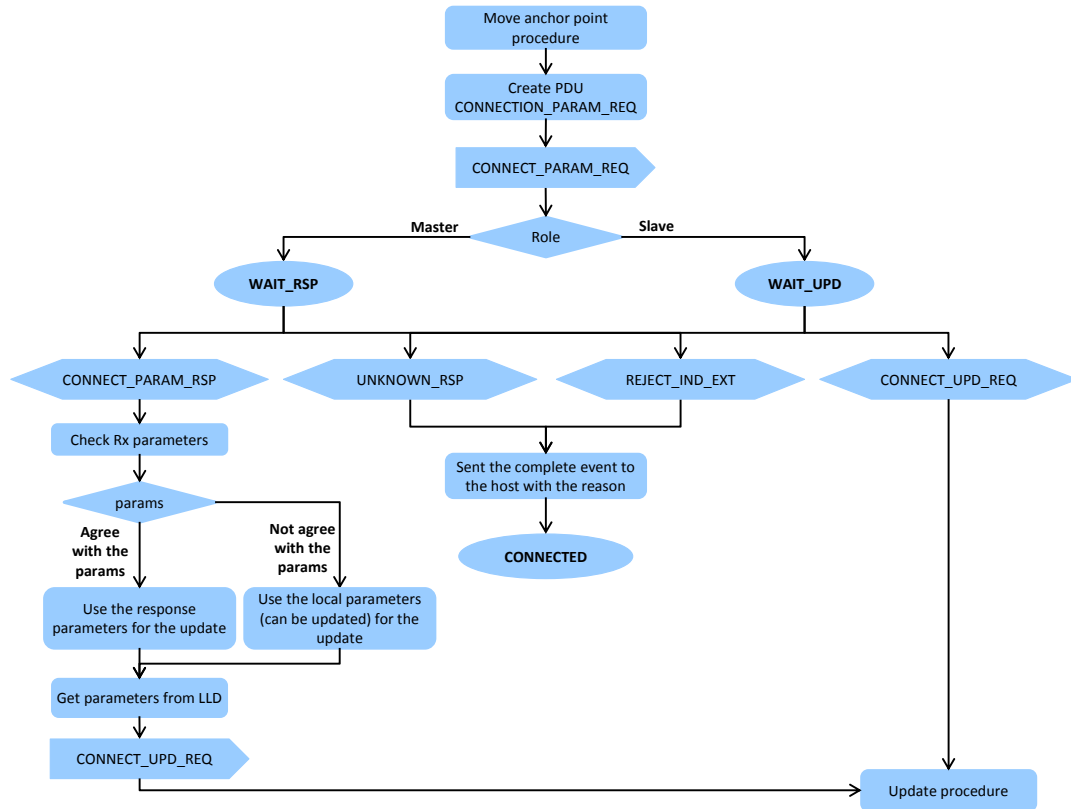 Move anchor point
procedure
Create PDU
CONNECTION_PARAM_REQ
CONNECT_PARAM_REQ
Master
Role
Slave
WAIT_RSP
WAIT_UPD
CONNECT_PARAM_RSP
UNKNOWN_RSP
REJECT_IND_EXT
CONNECT_UPD_REQ
Check Rx parameters
Sent the complete event to
the host with the reason
params
Agree
with the
params
Not agree
with the
params
CONNECTED
Use the response
parameters for the update
Use the local parameters
(can be updated) for the
update
Get parameters from LLD
CONNECT_UPD_REQ
Update procedure